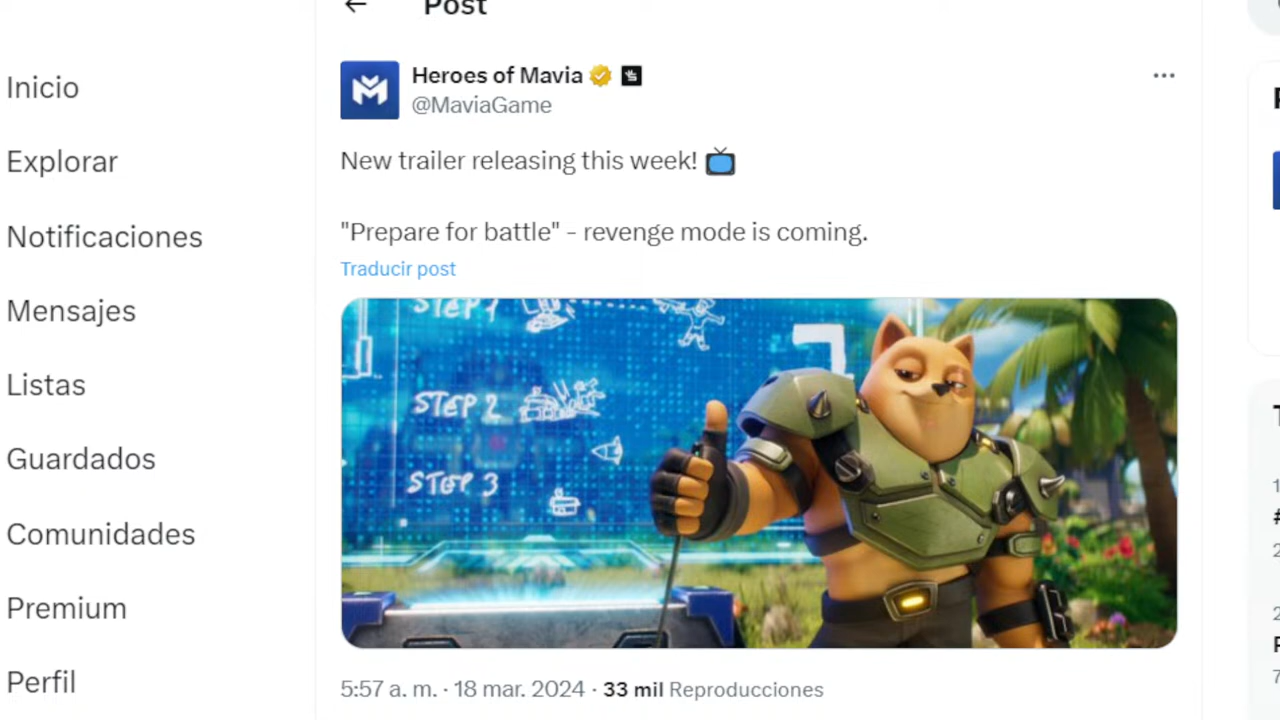 Post
Inicio
Explorar
Notificaciones
Mensajes
Listas
Guardados
Comunidades
Premium
Perfil
Heroes of Mavia
@MaviaGame
New trailer releasing this week!
"Prepare for battle" - revenge mode is coming.
Traducir post
STEP 1
STEP 2
STEP 3
5:57 a. m. · 18 mar. 2024 · 33 mil Reproducciones